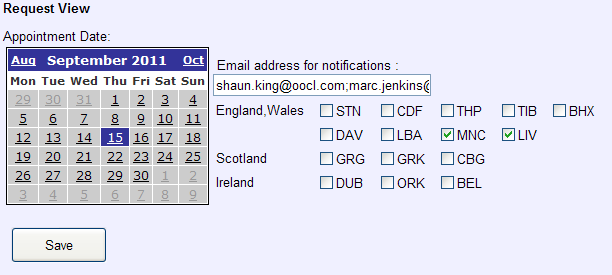 Request View
Appointment Date:
Aug September 2011 Oct
Mon Tue Wed Thu Fri Sat Sun
29 30 31 1 2 3 4
5 6 7 8 9 10 11
12 13 14 15 16 17 18
19 20 21 22 23 24 25
26 27 28 29 30 1 2
3 4 5 6 7 8 9
Email address for notifications :
shaun.king@oocl.com;marc.jenkins@
England,Wales STN CDF THP TIB BHX
DAV LBA MNC LIV
Scotland GRG GRK CBG
Ireland DUB ORK BEL
Save